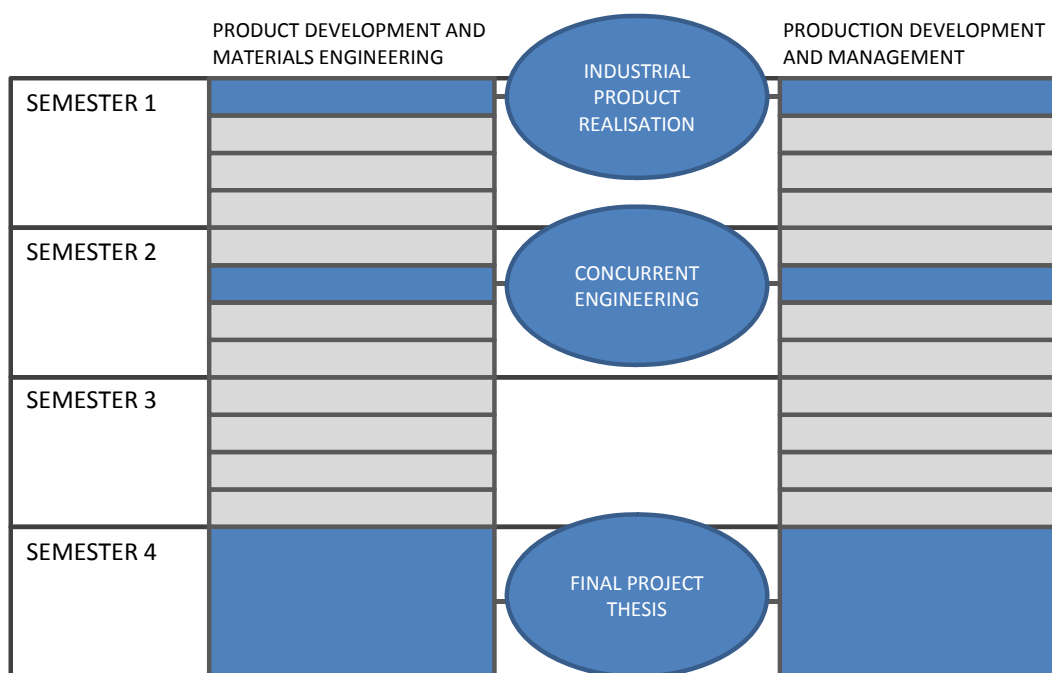 PRODUCT DEVELOPMENT AND
MATERIALS ENGINEERING
PRODUCTION DEVELOPMENT
AND MANAGEMENT
SEMESTER 1
INDUSTRIAL
PRODUCT
REALISATION
SEMESTER 2
CONCURRENT
ENGINEERING
SEMESTER 3
SEMESTER 4
FINAL PROJECT
THESIS